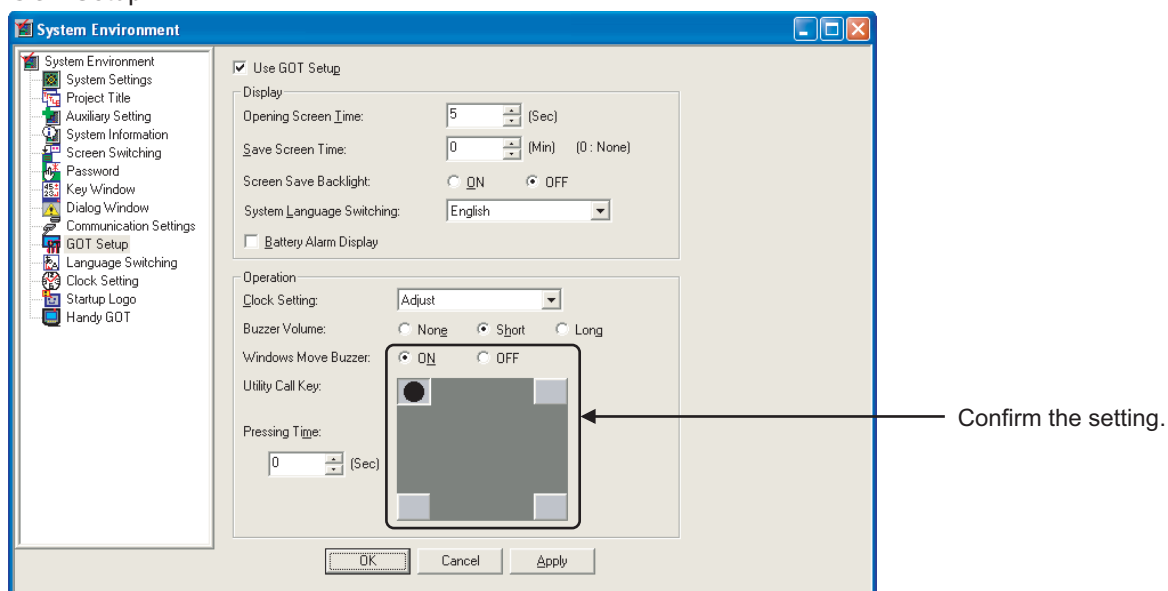 System Environment
System Environment
System Settings
Project Title
Auxiliary Setting
System Information
Screen Switching
Password
Key Window
Dialog Window
Communication Settings
GOT Setup
Language Switching
Clock Setting
Startup Logo
Handy GOT
Use GOT Setup
Display
Opening Screen Time: 5 (Sec)
Save Screen Time: 0 (Min) (0 : None)
Screen Save Backlight: ON OFF
System Language Switching: English
Battery Alarm Display
Operation
Clock Setting: Adjust
Buzzer Volume: None Short Long
Windows Move Buzzer: ON OFF
Utility Call Key:
Pressing Time:
0 (Sec)
Confirm the setting.
OK Cancel Apply